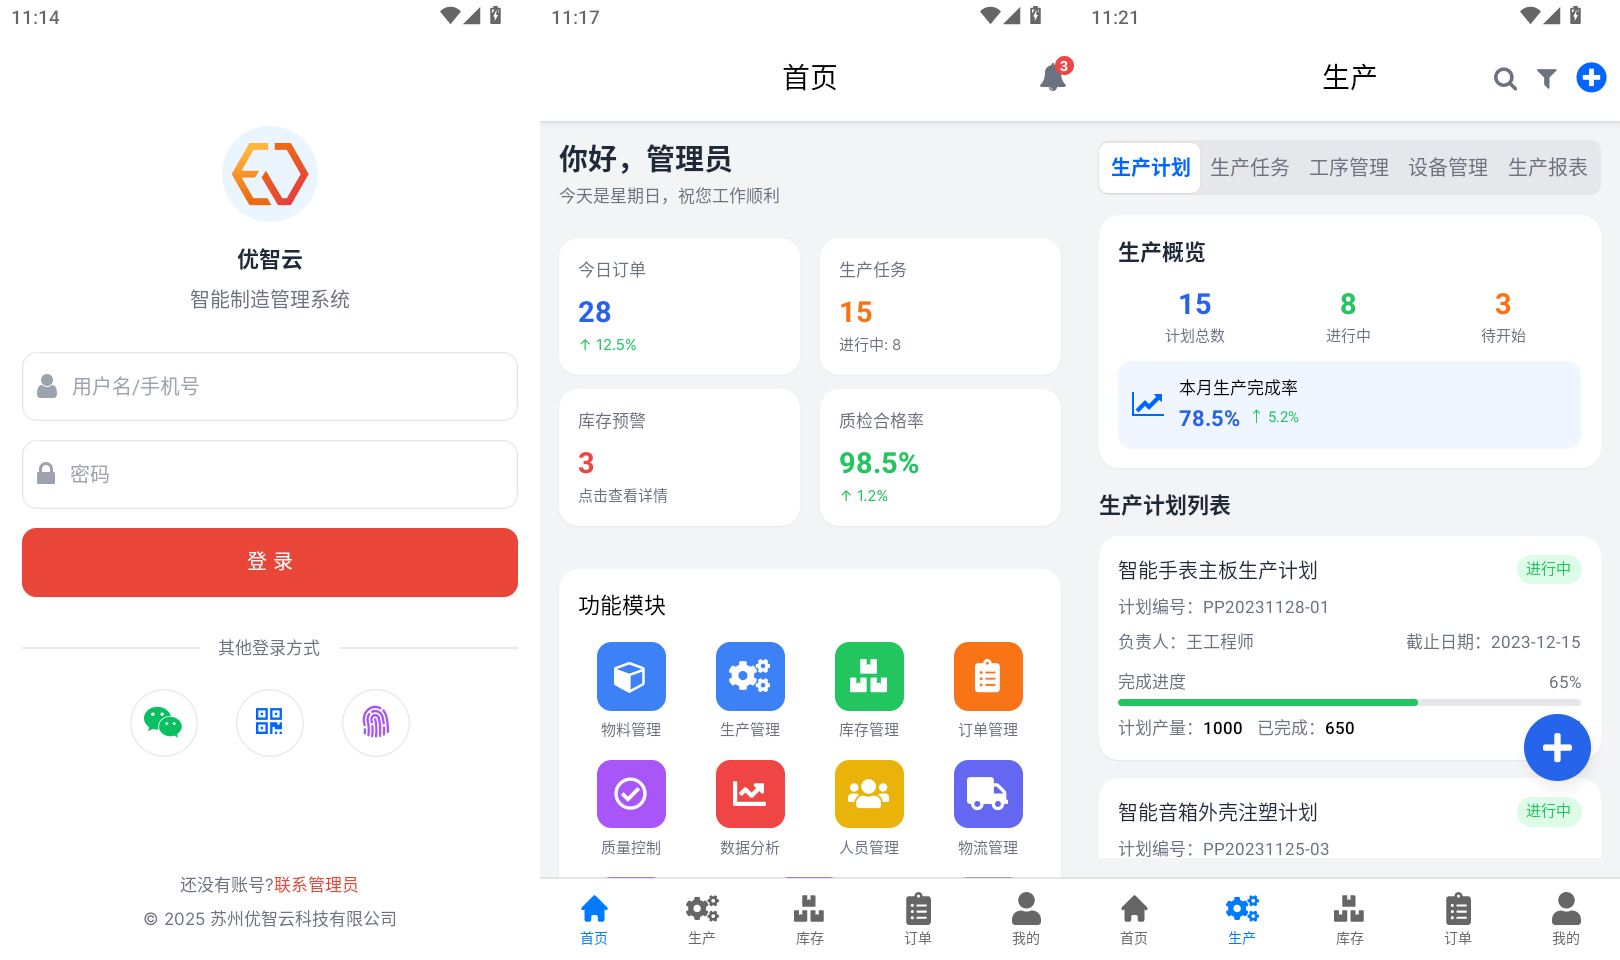 11:14
优智云
智能制造管理系统
用户名/手机号
密码
登 录
其他登录方式
还没有账号?联系管理员
© 2025 苏州优智云科技有限公司
11:17
首页
3
你好，管理员
今天是星期日，祝您工作顺利
今日订单
28
↑ 12.5%
生产任务
15
进行中: 8
库存预警
3
点击查看详情
质检合格率
98.5%
↑ 1.2%
功能模块
物料管理
生产管理
库存管理
订单管理
质量控制
数据分析
人员管理
物流管理
首页
生产
库存
订单
我的
11:21
生产
生产计划
生产任务
工序管理
设备管理
生产报表
生产概览
15
计划总数
8
进行中
3
待开始
本月生产完成率
78.5% ↑ 5.2%
生产计划列表
智能手表主板生产计划
进行中
计划编号：PP20231128-01
负责人：王工程师
截止日期：2023-12-15
完成进度
65%
计划产量：1000 已完成：650
智能音箱外壳注塑计划
进行中
计划编号：PP20231125-03
首页
生产
库存
订单
我的